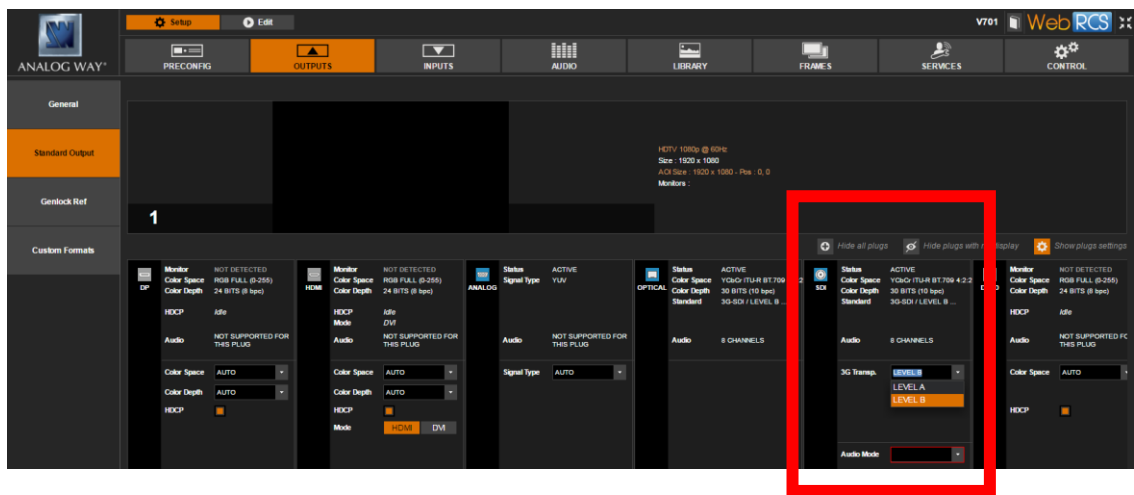 Setup
Edit
V701
Web RCS
ANALOG WAY®
PRECONFIG
OUTPUTS
INPUTS
AUDIO
LIBRARY
FRAMES
SERVICES
CONTROL
General
Standard Output
Genlock Ref
Custom Formats
HDTV 1080p @ 60Hz
Size : 1920 x 1080
AOI Size : 1920 x 1080 - Pos : 0, 0
Monitors :
1
Hide all plugs
Hide plugs with
display
Show plugs settings
DP
Monitor NOT DETECTED
Color Space RGB FULL (0-255)
Color Depth 24 BITS (8 bpc)
HDCP Idle
Audio NOT SUPPORTED FOR
THIS PLUG
Color Space AUTO
Color Depth AUTO
HDCP
HDMI
Monitor NOT DETECTED
Color Space RGB FULL (0-255)
Color Depth 24 BITS (8 bpc)
HDCP Idle
Mode DVI
Audio NOT SUPPORTED FOR
THIS PLUG
Color Space AUTO
Color Depth AUTO
HDCP
Mode HDMI DVI
ANALOG
Status ACTIVE
Signal Type YUV
Audio NOT SUPPORTED FOR
THIS PLUG
Signal Type AUTO
OPTICAL
Status ACTIVE
Color Space YCbCr ITU-R BT.709 4:2:2
Color Depth 30 BITS (10 bpc)
Standard 3G-SDI / LEVEL B ...
Audio 8 CHANNELS
SDI
Status ACTIVE
Color Space YCbCr ITU-R BT.709 4:2:2
Color Depth 30 BITS (10 bpc)
Standard 3G-SDI / LEVEL B ...
Audio 8 CHANNELS
3G Transp. LEVEL B
LEVEL A
LEVEL B
Audio Mode
Monitor NOT DETECTED
Color Space RGB FULL (0-255)
Color Depth 24 BITS (8 bpc)
HDCP Idle
Audio NOT SUPPORTED FO
THIS PLUG
Color Space AUTO
HDCP